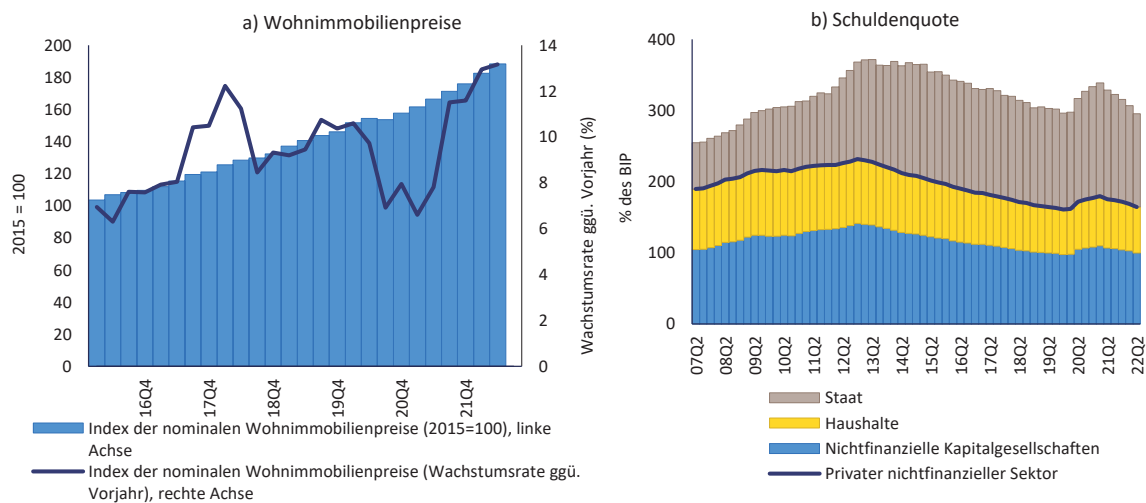 a) Wohnimmobilienpreise
2015 = 100
200
180
160
140
120
100
80
60
40
20
0
14
12
10
8
6
4
2
0
Wachstumsrate ggü. Vorjahr (%)
16Q4
17Q4
18Q4
19Q4
20Q4
21Q4
Index der nominalen Wohnimmobilienpreise (2015=100), linke
Achse
Index der nominalen Wohnimmobilienpreise (Wachstumsrate ggü.
Vorjahr), rechte Achse
b) Schuldenquote
% des BIP
400
300
200
100
0
07Q2
08Q2
09Q2
10Q2
11Q2
12Q2
13Q2
14Q2
15Q2
16Q2
17Q2
18Q2
19Q2
20Q2
21Q2
22Q2
Staat
Haushalte
Nichtfinanzielle Kapitalgesellschaften
Privater nichtfinanzieller Sektor